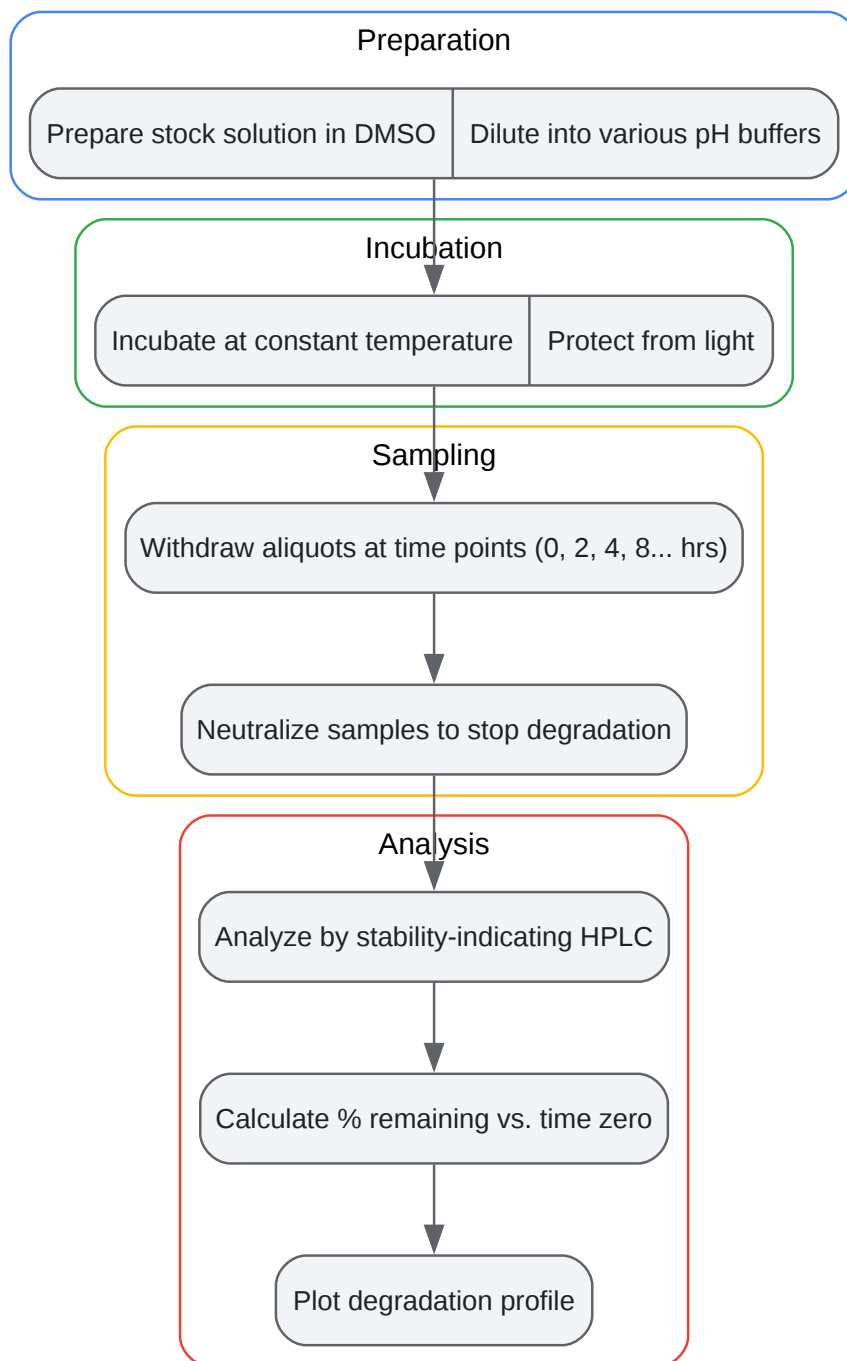 Preparation
Prepare stock solution in DMSO
Dilute into various pH buffers
Incubation
Incubate at constant temperature
Protect from light
Sampling
Withdraw aliquots at time points (0, 2, 4, 8... hrs)
Neutralize samples to stop degradation
Analysis
Analyze by stability-indicating HPLC
Calculate % remaining vs. time zero
Plot degradation profile